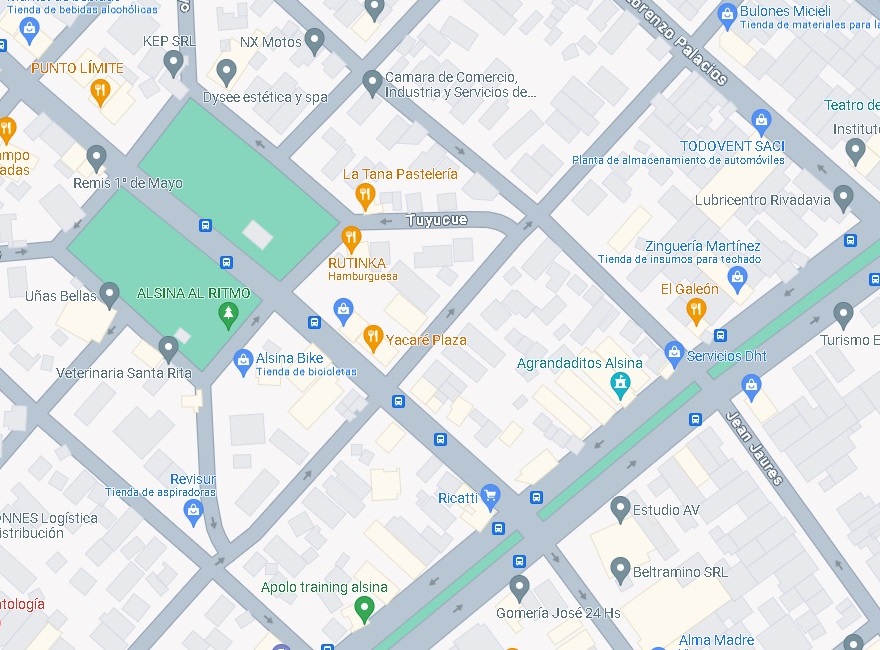 Tienda de bebidas alcohólicas
Bulones Micieli
Tienda de materiales para la
Lorenzo Palacios
KEP SRL
NX Motos
PUNTO LÍMITE
Dysee estética y spa
Camara de Comercio,
Industria y Servicios de...
Teatro de
Instituto
TODOVENT SACI
Planta de almacenamiento de automóviles
ampo
adas
Remis 1° de Mayo
La Tana Pastelería
Lubricentro Rivadavia
Tuyucue
Zinguería Martínez
Tienda de insumos para techado
RUTINKA
Hamburguesa
Uñas Bellas
ALSINA AL RITMO
El Galeón
Yacaré Plaza
Turismo E
Alsina Bike
Tienda de bicicletas
Servicios Dht
Veterinaria Santa Rita
Agrandaditos Alsina
Jean Jaures
Revisur
Tienda de aspiradoras
Ricatti
Estudio AV
ONNES Logística
istribución
Beltramino SRL
Apolo training alsina
Gomería José 24 Hs
atología
Alma Madre